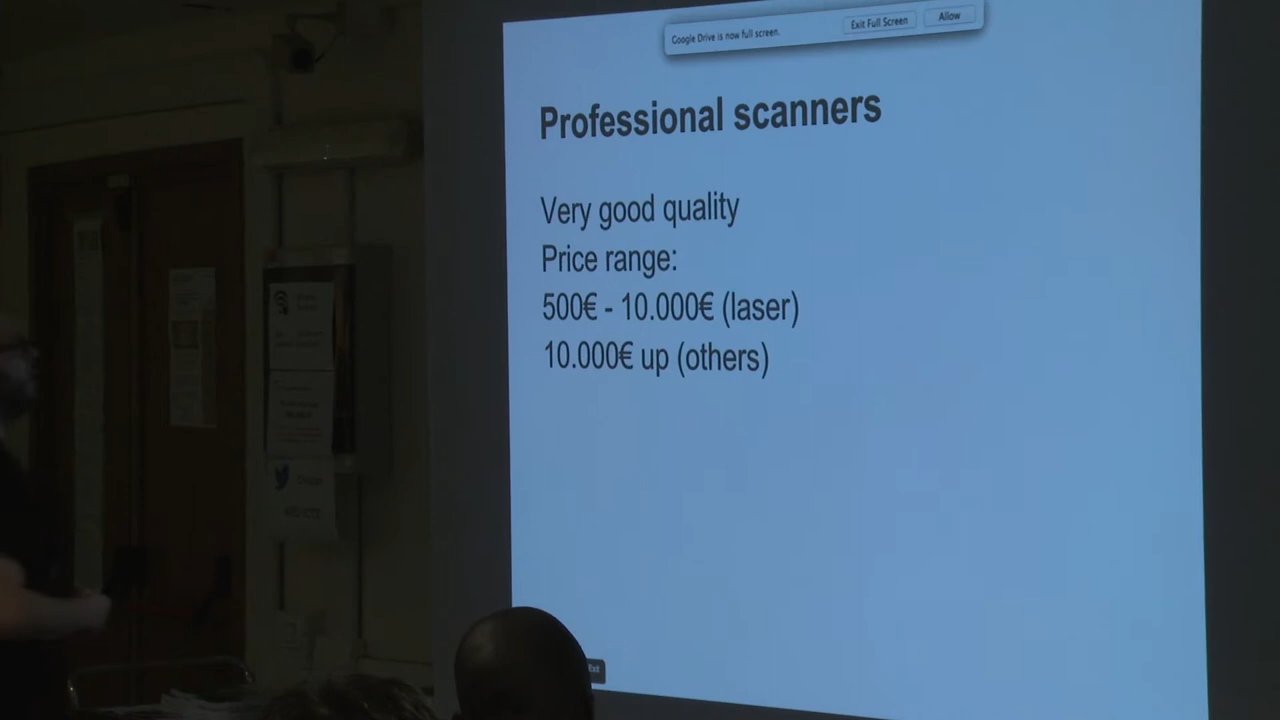 Google Drive is now full screen.
Exit Full Screen
Allow
Professional scanners
Very good quality
Price range:
500€ - 10.000€ (laser)
10.000€ up (others)
Exit